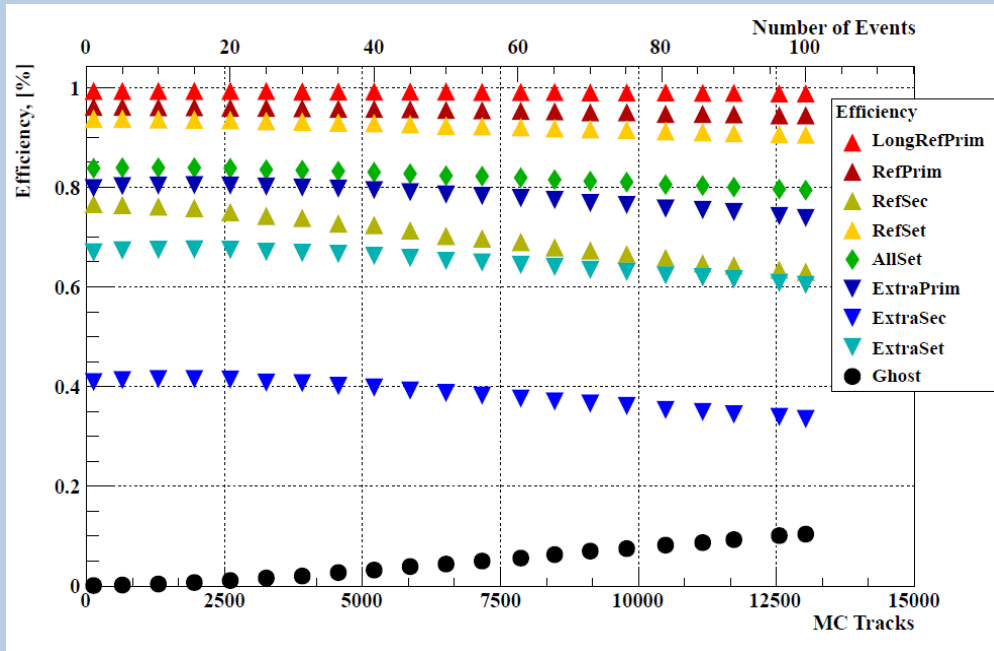 Number of Events
0 20 40 60 80 100
Efficiency, [%]
1
0.8
0.6
0.4
0.2
0
Efficiency
LongRefPrim
RefPrim
RefSec
RefSet
AllSet
ExtraPrim
ExtraSec
ExtraSet
Ghost
0 2500 5000 7500 10000 12500 15000
MC Tracks